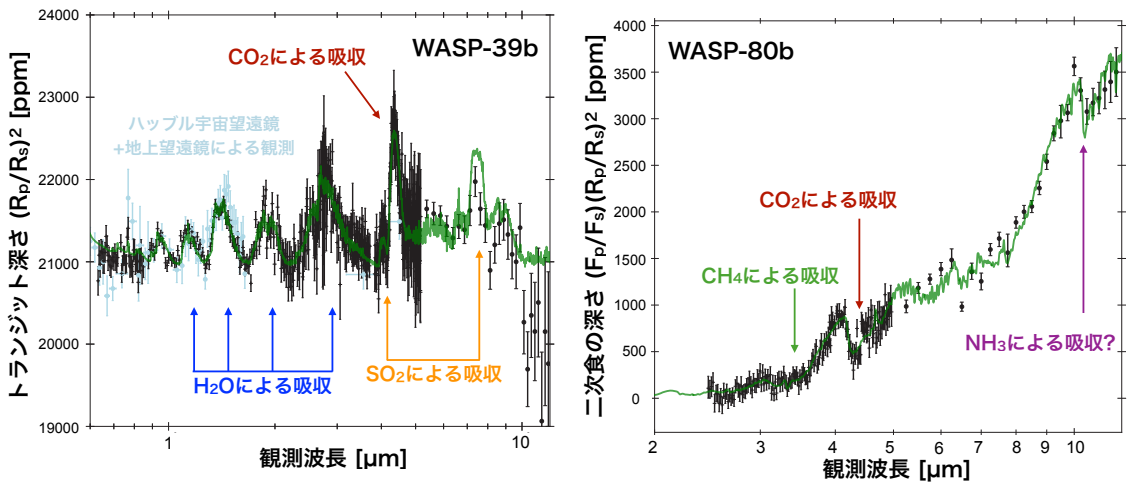 WASP-39b
トランジット深さ (Rp/Rs)2 [ppm]
24000
23000
22000
21000
20000
19000
CO2による吸収
ハッブル宇宙望遠鏡
+地上望遠鏡による観測
H2Oによる吸収
SO2による吸収
1
10
観測波長 [μm]
WASP-80b
二次食の深さ (Fp/Fs)(Rp/Rs)2 [ppm]
4000
3500
3000
2500
2000
1500
1000
500
0
CO2による吸収
CH4による吸収
NH3による吸収?
2
3
4
5
6
7
8
9
10
観測波長 [μm]